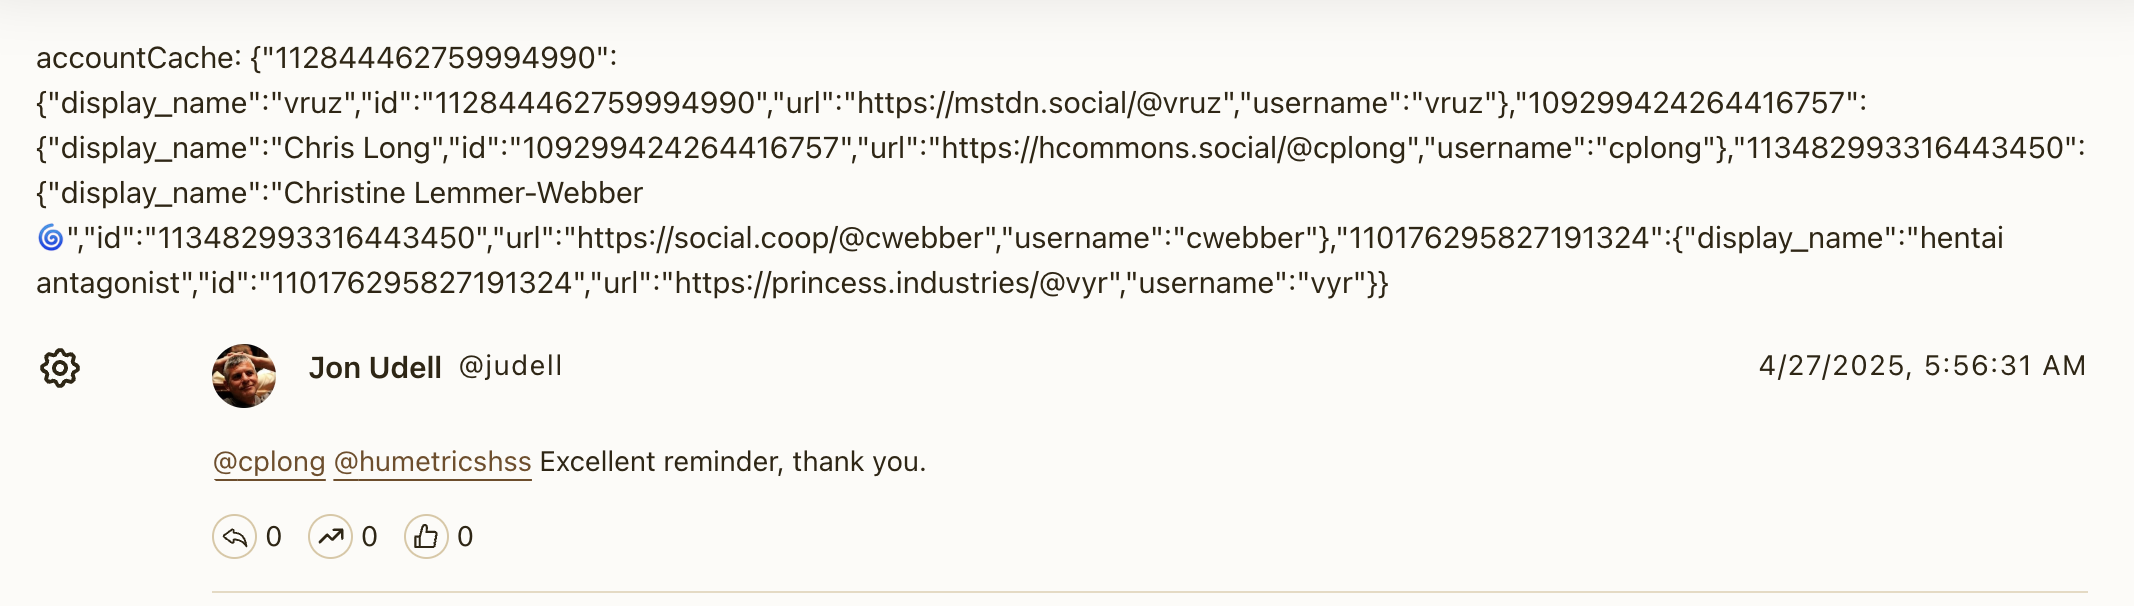 accountCache: {"112844462759994990":
{"display_name":"vruz","id":"112844462759994990","url":"https://mstdn.social/@vruz","username":"vruz"},"109299424264416757":
{"display_name":"Chris Long","id":"109299424264416757","url":"https://hcommons.social/@cplong","username":"cplong"},"113482993316443450":
{"display_name":"Christine Lemmer-Webber
🌀","id":"113482993316443450","url":"https://social.coop/@cwebber","username":"cwebber"},"110176295827191324":{"display_name":"hentai
antagonist","id":"110176295827191324","url":"https://princess.industries/@vyr","username":"vyr"}}
Jon Udell @judell 4/27/2025, 5:56:31 AM
@cplong @humetricshss Excellent reminder, thank you.
0 0 0